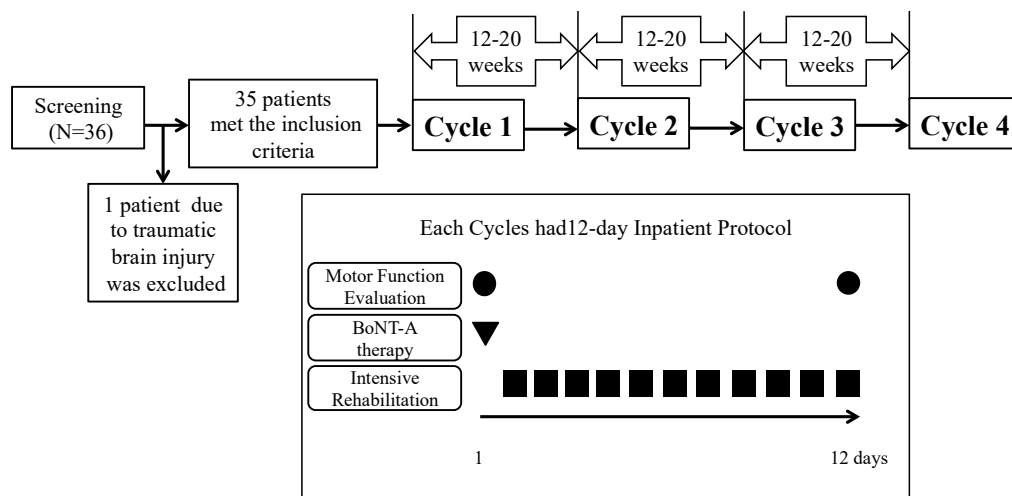 12-20
weeks
12-20
weeks
12-20
weeks
Screening
(N=36)
35 patients
met the inclusion
criteria
Cycle 1
Cycle 2
Cycle 3
Cycle 4
1 patient due
to traumatic
brain injury
was excluded
Each Cycles had12-day Inpatient Protocol
Motor Function
Evaluation
BoNT-A
therapy
Intensive
Rehabilitation
1
12 days